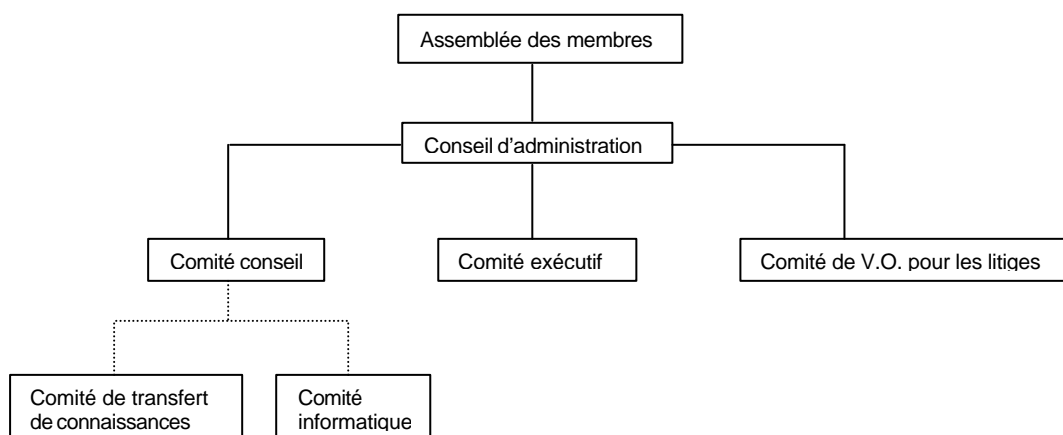 Assemblée des membres
Conseil d'administration
Comité conseil
Comité exécutif
Comité de V.O. pour les litiges
Comité de transfert
de connaissances
Comité
informatique